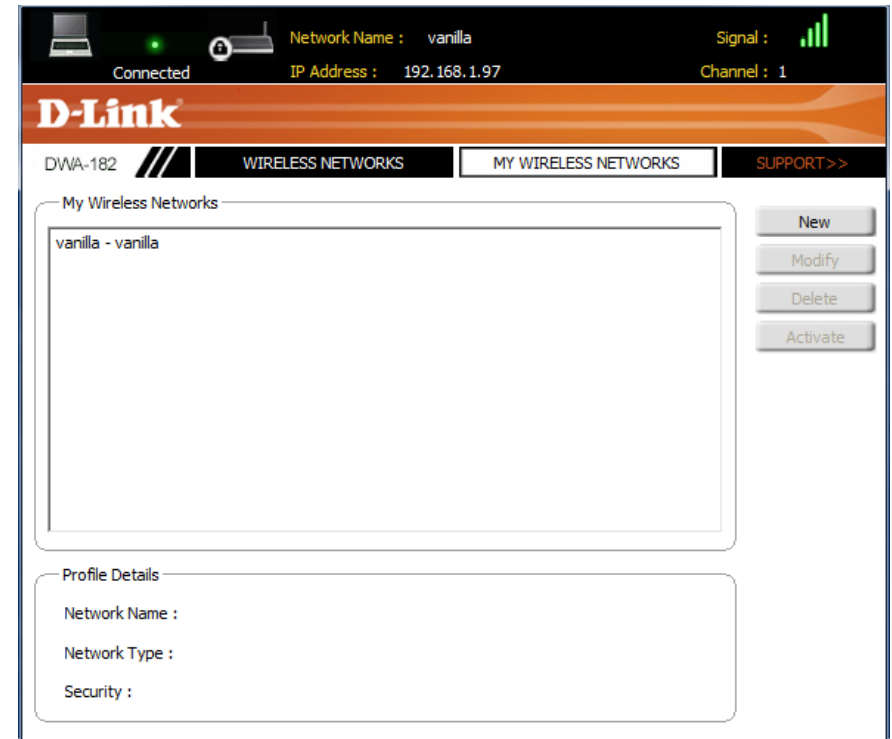 Network Name : vanilla Signal :
Connected IP Address : 192.168.1.97 Channel : 1
D-Link
DWA-182 WIRELESS NETWORKS MY WIRELESS NETWORKS SUPPORT>>
My Wireless Networks
vanilla - vanilla
New
Modify
Delete
Activate
Profile Details
Network Name :
Network Type :
Security :